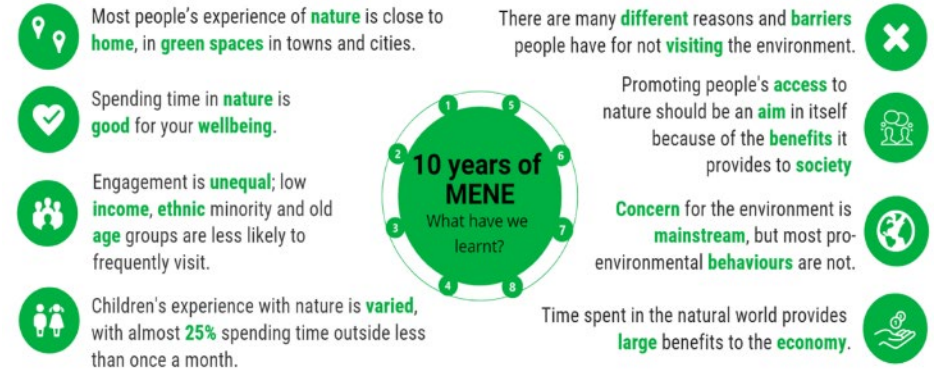 Most people's experience of nature is close to
home, in green spaces in towns and cities.
Spending time in nature is
good for your wellbeing.
Engagement is unequal; low
income, ethnic minority and old
age groups are less likely to
frequently visit.
Children's experience with nature is varied,
with almost 25% spending time outside less
than once a month.
1
2
3
4
5
6
7
8
10 years of
MENE
What have we
learnt?
There are many different reasons and barriers
people have for not visiting the environment.
Promoting people's access to
nature should be an aim in itself
because of the benefits it
provides to society
Concern for the environment is
mainstream, but most pro-
environmental behaviours are not.
Time spent in the natural world provides
large benefits to the economy.